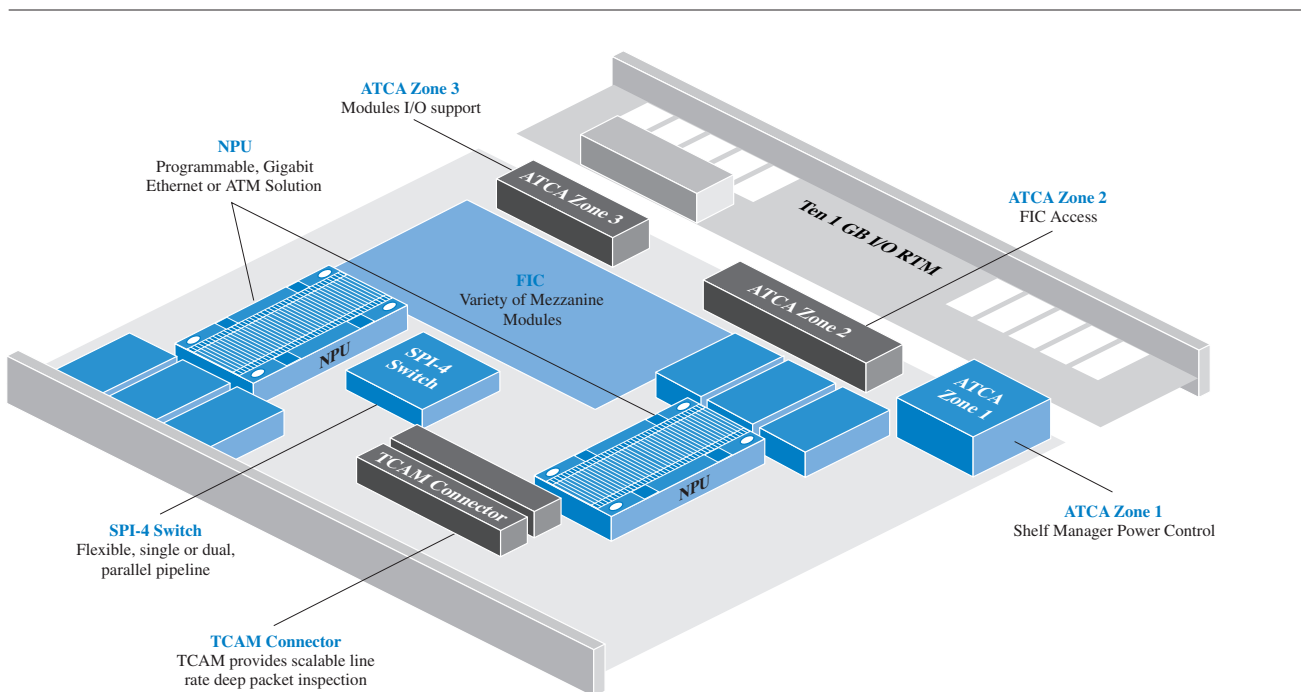 ATCA Zone 3
Modules I/O support
NPU
Programmable, Gigabit
Ethernet or ATM Solution
ATCA Zone 3
Ten 1 GB I/O RTM
ATCA Zone 2
FIC Access
FIC
Variety of Mezzanine
Modules
ATCA Zone 2
NPU
SPI-4
Switch
ATCA
Zone 1
TCAM Connector
NPU
SPI-4 Switch
Flexible, single or dual,
parallel pipeline
ATCA Zone 1
Shelf Manager Power Control
TCAM Connector
TCAM provides scalable line
rate deep packet inspection